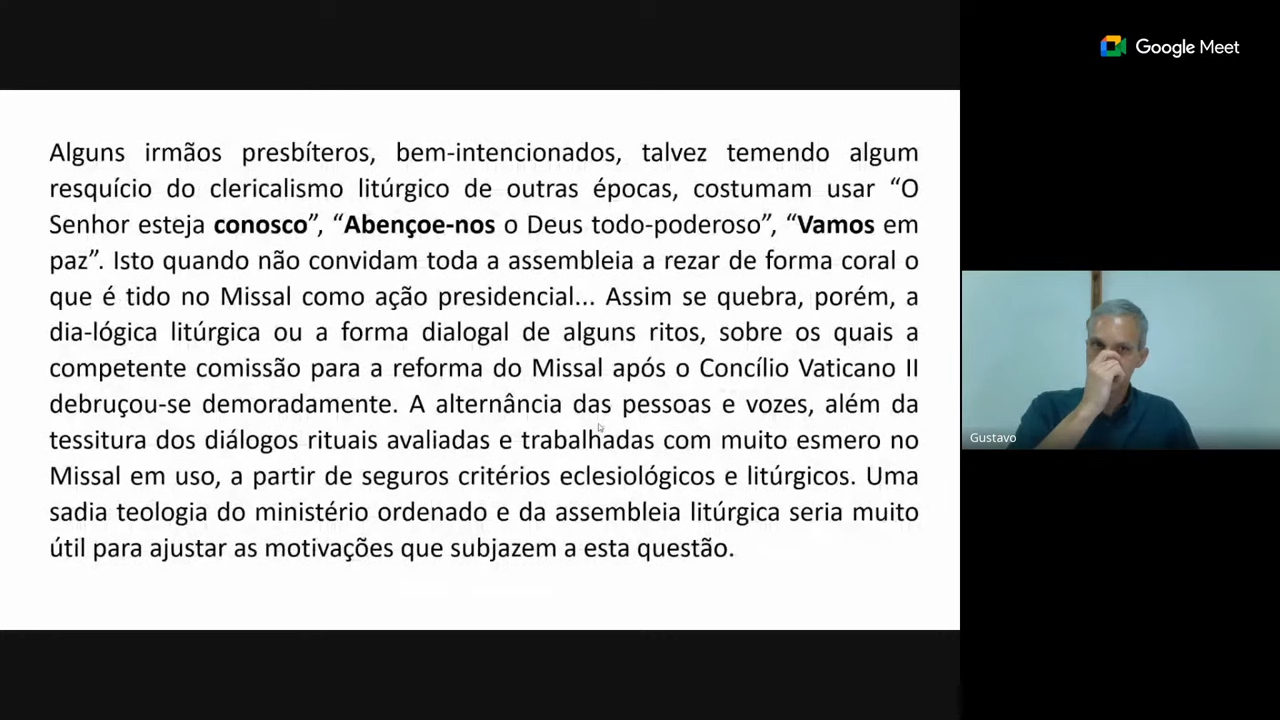 Google Meet
Alguns irmãos presbíteros, bem-intencionados, talvez temendo algum
resquício do clericalismo litúrgico de outras épocas, costumam usar “O
Senhor esteja conosco”, “Abençoe-nos o Deus todo-poderoso”, “Vamos em
paz”. Isto quando não convidam toda a assembleia a rezar de forma coral o
que é tido no Missal como ação presidencial... Assim se quebra, porém, a
dia-lógica litúrgica ou a forma dialogal de alguns ritos, sobre os quais a
competente comissão para a reforma do Missal após o Concílio Vaticano II
debruçou-se demoradamente. A alternância das pessoas e vozes, além da
tessitura dos diálogos rituais avaliadas e trabalhadas com muito esmero no
Missal em uso, a partir de seguros critérios eclesiológicos e litúrgicos. Uma
sadia teologia do ministério ordenado e da assembleia litúrgica seria muito
útil para ajustar as motivações que subjazem a esta questão.
Gustavo